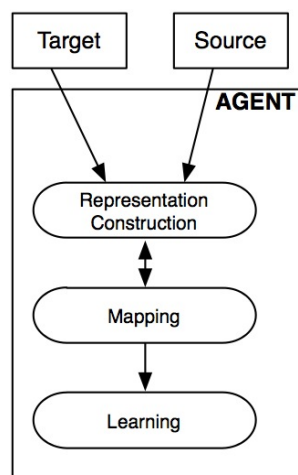 Target
Source
AGENT
Representation
Construction
Mapping
Learning